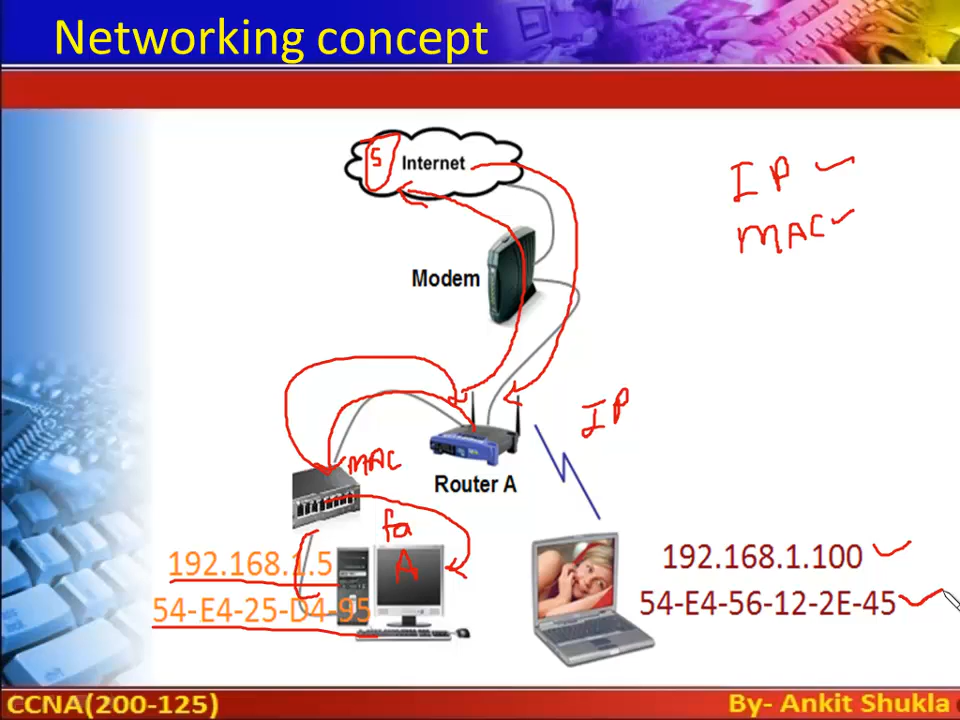 Networking concept
5
Internet
IP
MAC
Modem
IP
MAC
Router A
fa
A
192.168.1.5
54-E4-25-D4-95
192.168.1.100
54-E4-56-12-2E-45
CCNA(200-125)
By- Ankit Shukla